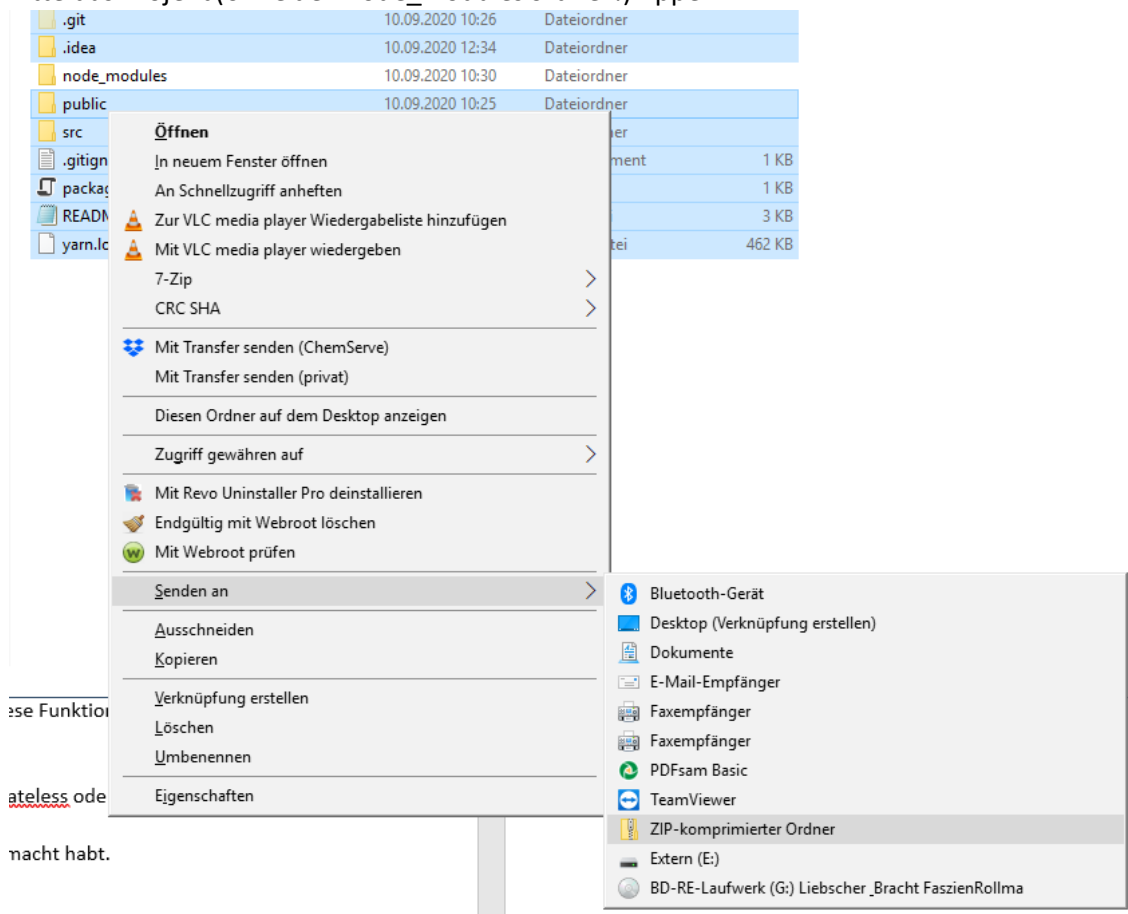 .git 10.09.2020 10:26 Dateiordner
.idea 10.09.2020 12:34 Dateiordner
node_modules 10.09.2020 10:30 Dateiordner
public 10.09.2020 10:25 Dateiordner
src ner
.gitign ment 1 KB
packag 1 KB
READM 3 KB
yarn.lo tei 462 KB
Öffnen
In neuem Fenster öffnen
An Schnellzugriff anheften
Zur VLC media player Wiedergabeliste hinzufügen
Mit VLC media player wiedergeben
7-Zip
CRC SHA
Mit Transfer senden (ChemServe)
Mit Transfer senden (privat)
Diesen Ordner auf dem Desktop anzeigen
Zugriff gewähren auf
Mit Revo Uninstaller Pro deinstallieren
Endgültig mit Webroot löschen
Mit Webroot prüfen
Senden an
Ausschneiden
Kopieren
Verknüpfung erstellen
Löschen
Umbenennen
Eigenschaften
Bluetooth-Gerät
Desktop (Verknüpfung erstellen)
Dokumente
E-Mail-Empfänger
Faxempfänger
Faxempfänger
PDFsam Basic
TeamViewer
ZIP-komprimierter Ordner
Extern (E:)
BD-RE-Laufwerk (G:) Liebscher _Bracht FaszienRollma
ese Funktion
ateless ode
macht habt.